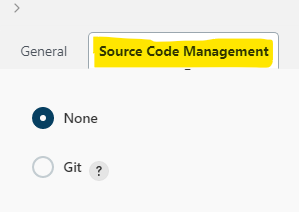 General Source Code Management
None
Git ?